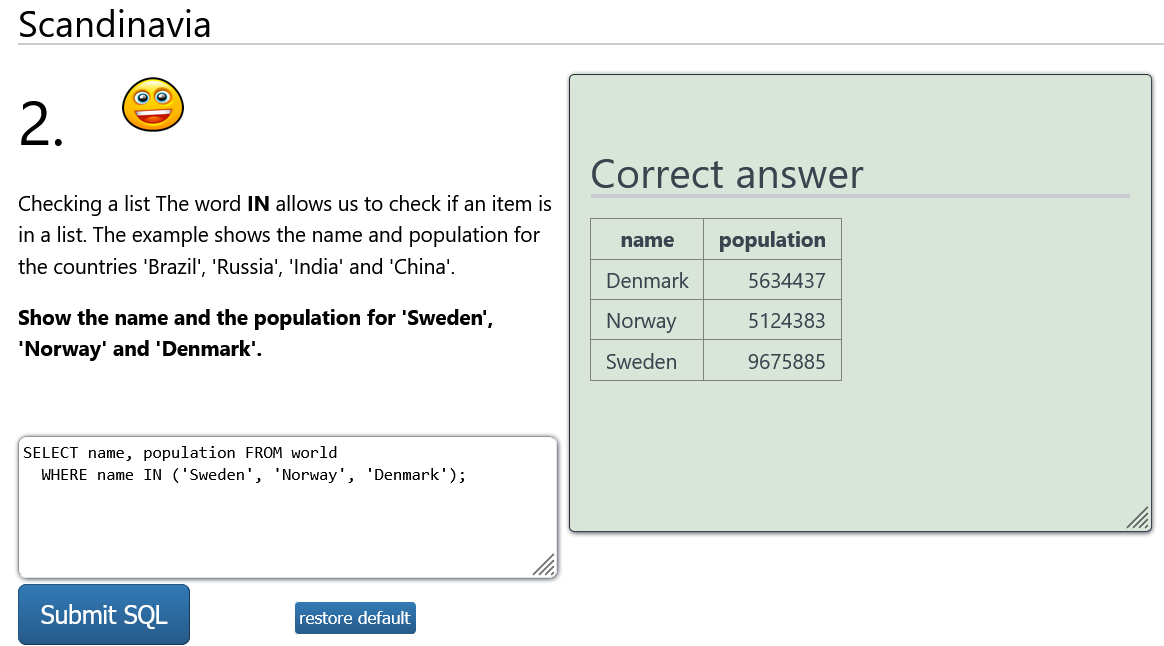 Scandinavia
2.
Checking a list The word IN allows us to check if an item is
in a list. The example shows the name and population for
the countries 'Brazil', 'Russia', 'India' and 'China'.
Show the name and the population for 'Sweden',
'Norway' and 'Denmark'.
SELECT name, population FROM world
  WHERE name IN ('Sweden', 'Norway', 'Denmark');
Submit SQL
restore default
Correct answer
name population
Denmark 5634437
Norway 5124383
Sweden 9675885